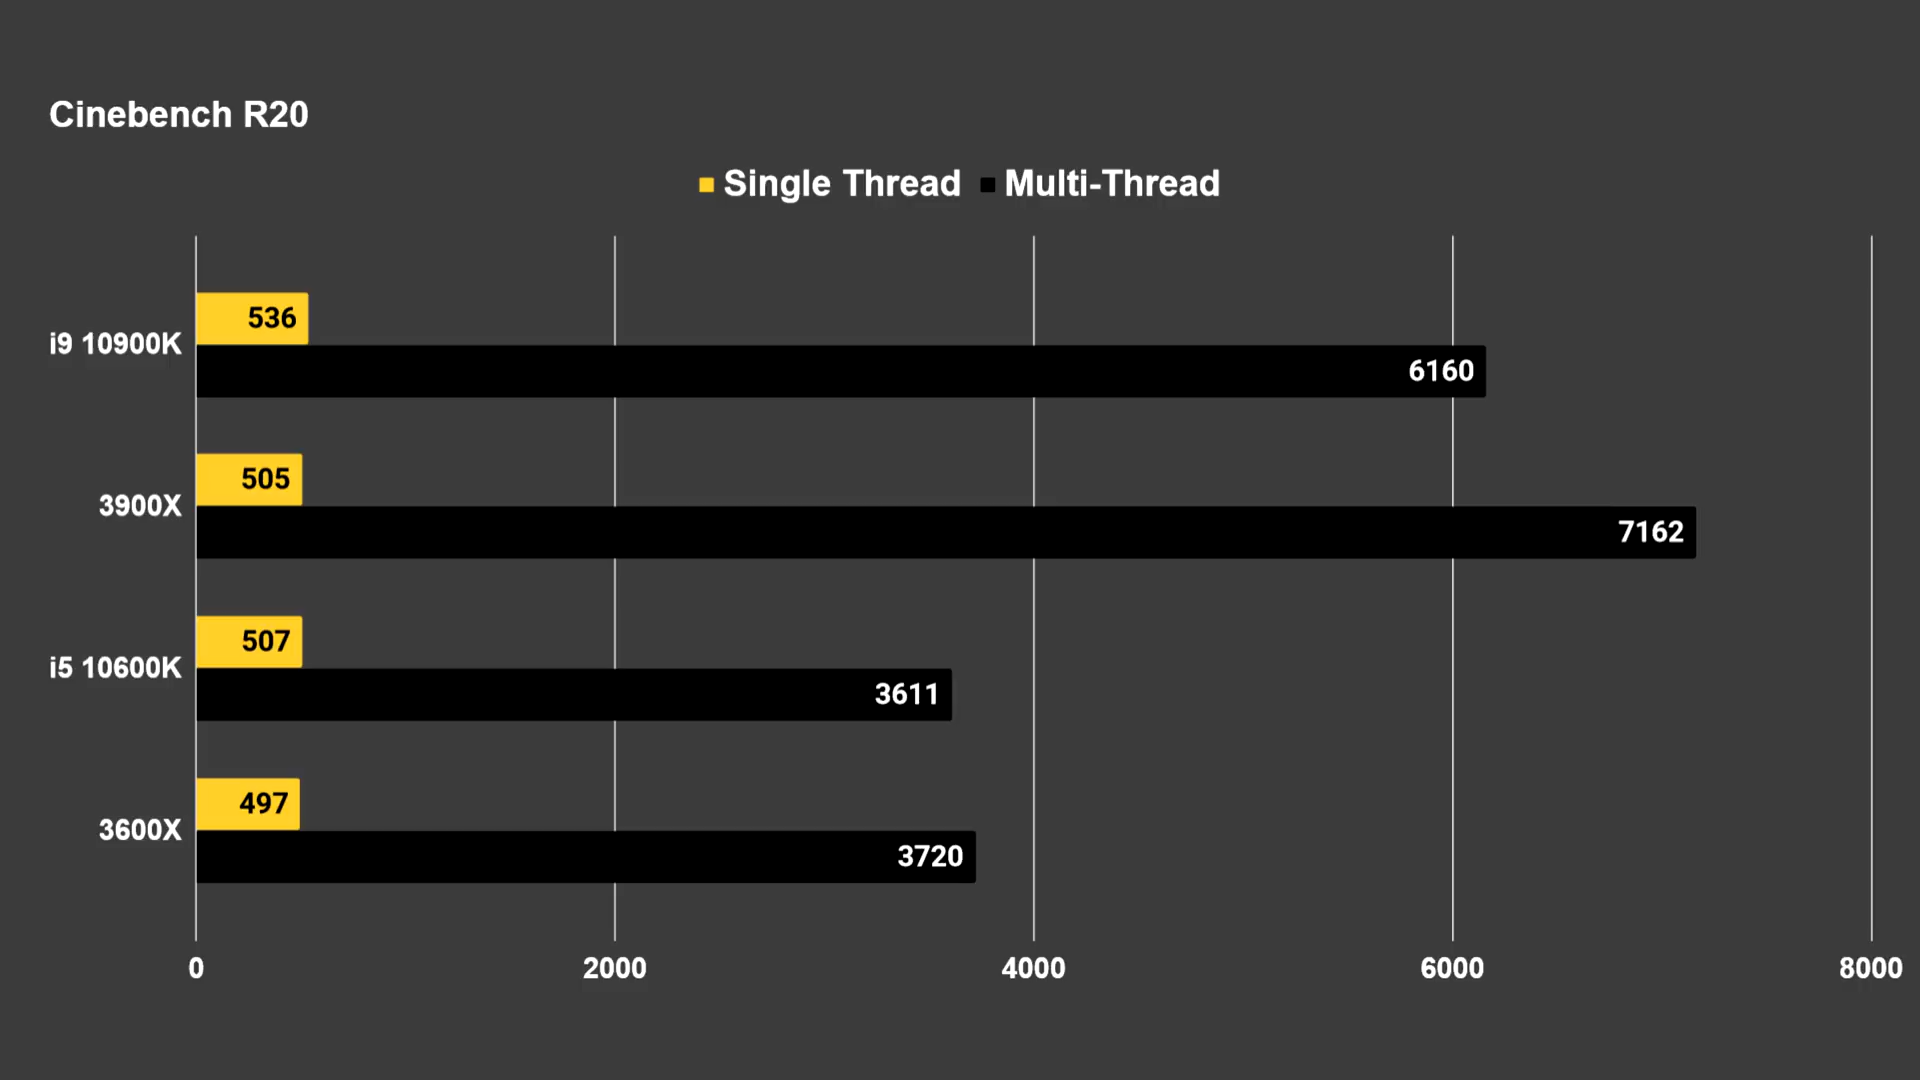 Cinebench R20
Single Thread Multi-Thread
536
i9 10900K
6160
505
3900X
7162
507
i5 10600K
3611
497
3600X
3720
0 2000 4000 6000 8000